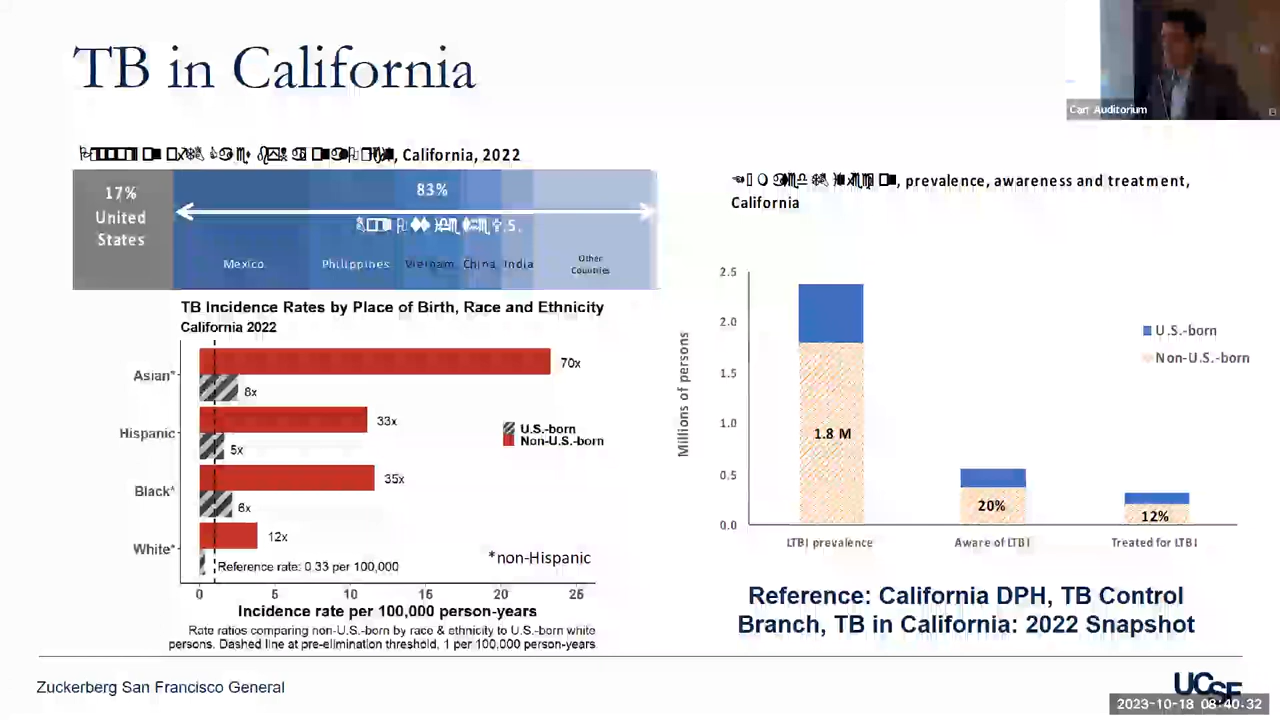 TB in California
Carr Auditorium
, California, 2022
17%
United
States
83%
U.S.
Mexico
Philippines
Vietnam
China
India
Other
Countries
TB Incidence Rates by Place of Birth, Race and Ethnicity
California 2022
Asian*
70x
8x
Hispanic
33x
5x
Black*
35x
6x
White*
12x
U.S.-born
Non-U.S.-born
*non-Hispanic
Reference rate: 0.33 per 100,000
0 5 10 15 20 25
Incidence rate per 100,000 person-years
Rate ratios comparing non-U.S.-born by race & ethnicity to U.S.-born white
persons. Dashed line at pre-elimination threshold, 1 per 100,000 person-years
, prevalence, awareness and treatment,
California
Millions of persons
2.5
2.0
1.5
1.0
0.5
0.0
U.S.-born
Non-U.S.-born
1.8 M
20%
12%
LTBI prevalence
Aware of LTBI
Treated for LTBI
Reference: California DPH, TB Control
Branch, TB in California: 2022 Snapshot
Zuckerberg San Francisco General
UCSF
2023-10-18 08:40:32